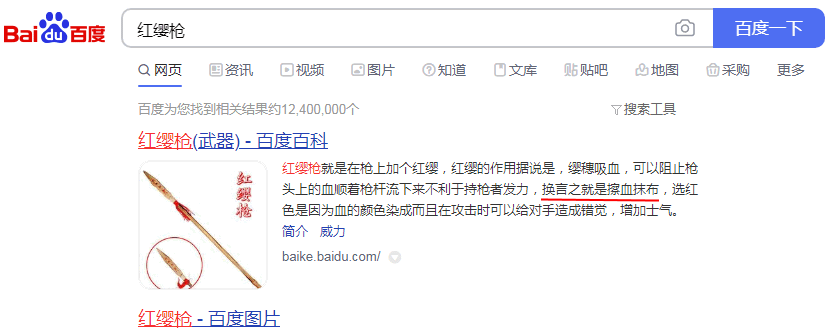 Bai du 百度
红缨枪
百度一下
网页 资讯 视频 图片 知道 文库 贴吧 地图 采购 更多
百度为您找到相关结果约12,400,000个
搜索工具
红缨枪(武器) - 百度百科
红缨枪
红缨枪就是在枪上加个红缨，红缨的作用据说是，缨穗吸血，可以阻止枪
头上的血顺着枪杆流下来不利于持枪者发力，换言之就是擦血抹布，选红
色是因为血的颜色染成而且在攻击时可以给对手造成错觉，增加士气。
简介 威力
baike.baidu.com/
红缨枪 - 百度图片